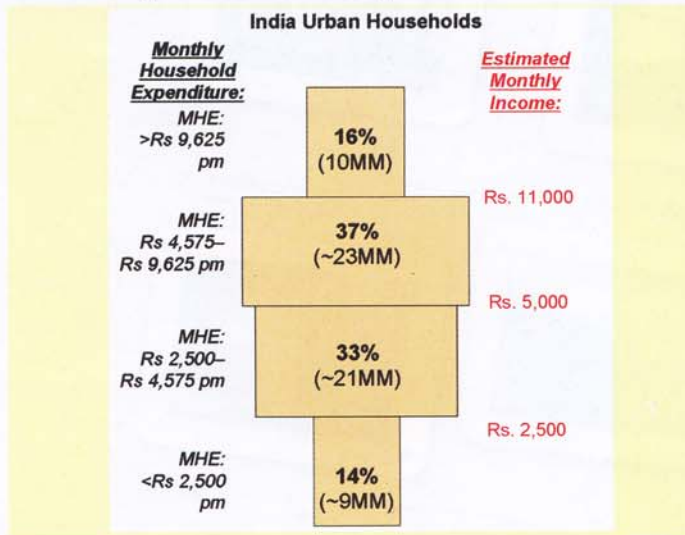 India Urban Households
Monthly
Household
Expenditure:
Estimated
Monthly
Income:
MHE:
>Rs 9,625
pm
16%
(10MM)
Rs. 11,000
MHE:
Rs 4,575–
Rs 9,625 pm
37%
(~23MM)
Rs. 5,000
MHE:
Rs 2,500–
Rs 4,575 pm
33%
(~21MM)
Rs. 2,500
MHE:
<Rs 2,500
pm
14%
(~9MM)